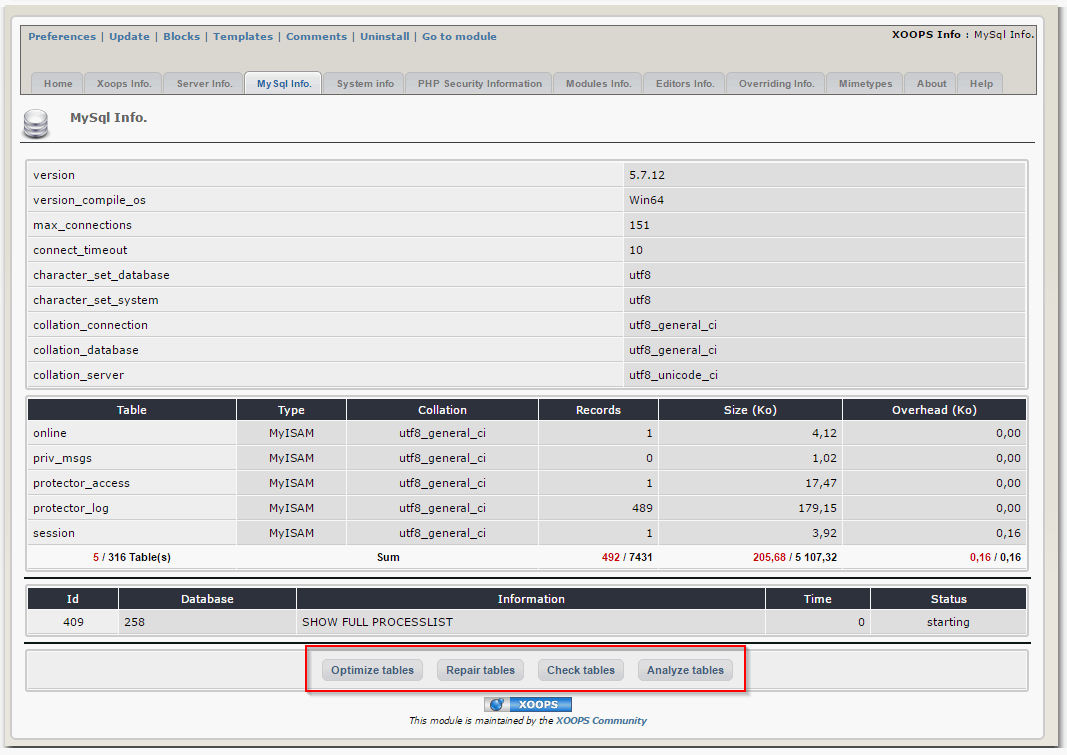 Preferences | Update | Blocks | Templates | Comments | Uninstall | Go to module
XOOPS Info : MySql Info.
Home Xoops Info. Server Info. MySql Info. System info PHP Security Information Modules Info. Editors Info. Overriding Info. Mimetypes About Help
MySql Info.
version 5.7.12
version_compile_os Win64
max_connections 151
connect_timeout 10
character_set_database utf8
character_set_system utf8
collation_connection utf8_general_ci
collation_database utf8_general_ci
collation_server utf8_unicode_ci
Table Type Collation Records Size (Ko) Overhead (Ko)
online MyISAM utf8_general_ci 1 4,12 0,00
priv_msgs MyISAM utf8_general_ci 0 1,02 0,00
protector_access MyISAM utf8_general_ci 1 17,47 0,00
protector_log MyISAM utf8_general_ci 489 179,15 0,00
session MyISAM utf8_general_ci 1 3,92 0,16
5 / 316 Table(s) Sum 492 / 7431 205,68 / 5 107,32 0,16 / 0,16
Id Database Information Time Status
409 258 SHOW FULL PROCESSLIST 0 starting
Optimize tables Repair tables Check tables Analyze tables
XOOPS
This module is maintained by the XOOPS Community